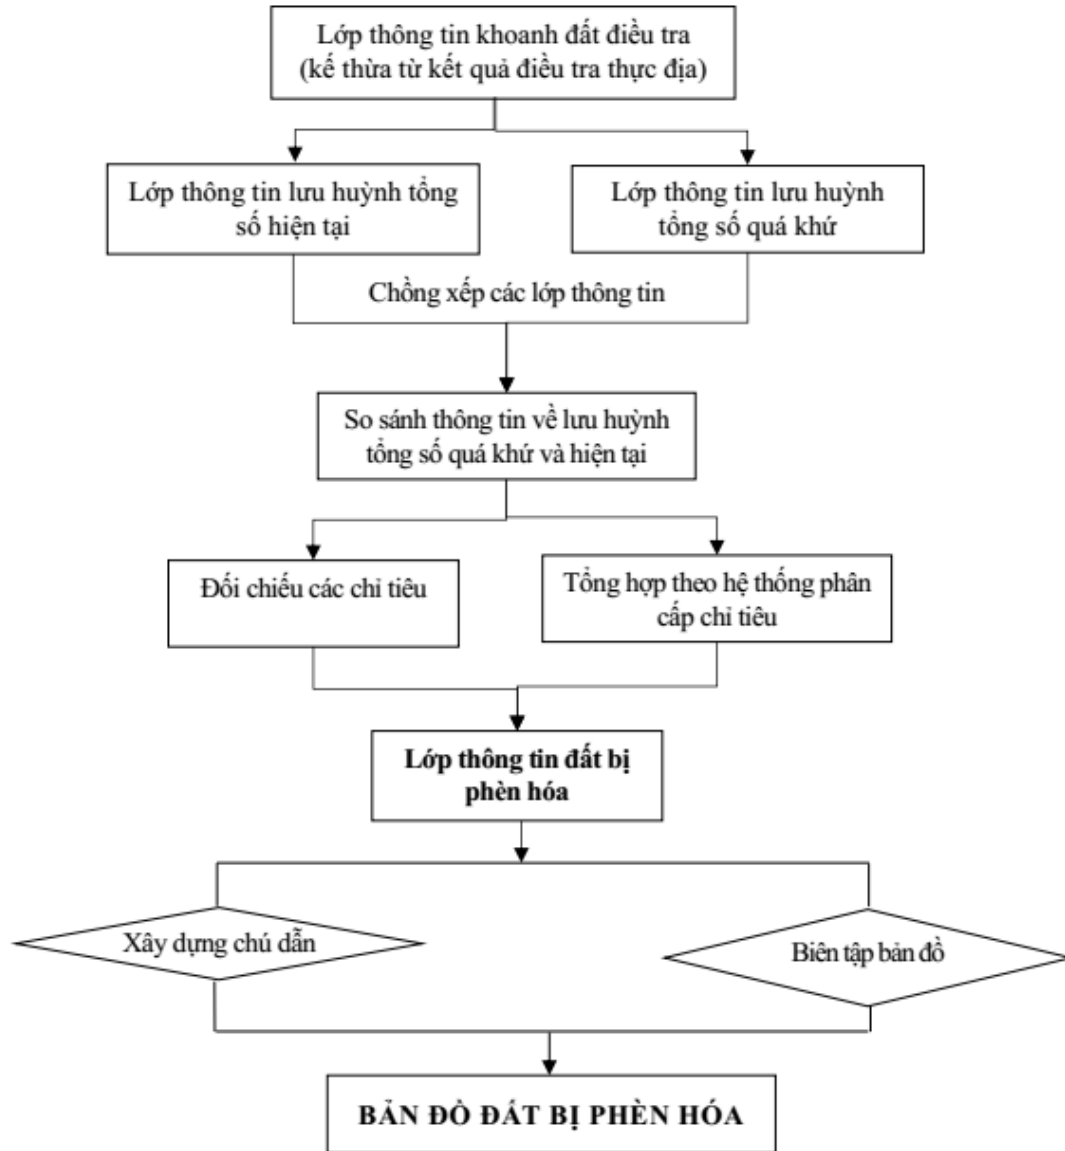 Lớp thông tin khoanh đất điều tra
(kế thừa từ kết quả điều tra thực địa)
Lớp thông tin lưu huỳnh tổng
số hiện tại
Lớp thông tin lưu huỳnh
tổng số quá khứ
Chồng xếp các lớp thông tin
So sánh thông tin về lưu huỳnh
tổng số quá khứ và hiện tại
Đối chiếu các chỉ tiêu
Tổng hợp theo hệ thống phân
cấp chỉ tiêu
Lớp thông tin đất bị
phèn hóa
Xây dựng chú dẫn
Biên tập bản đồ
BẢN ĐỒ ĐẤT BỊ PHÈN HÓA